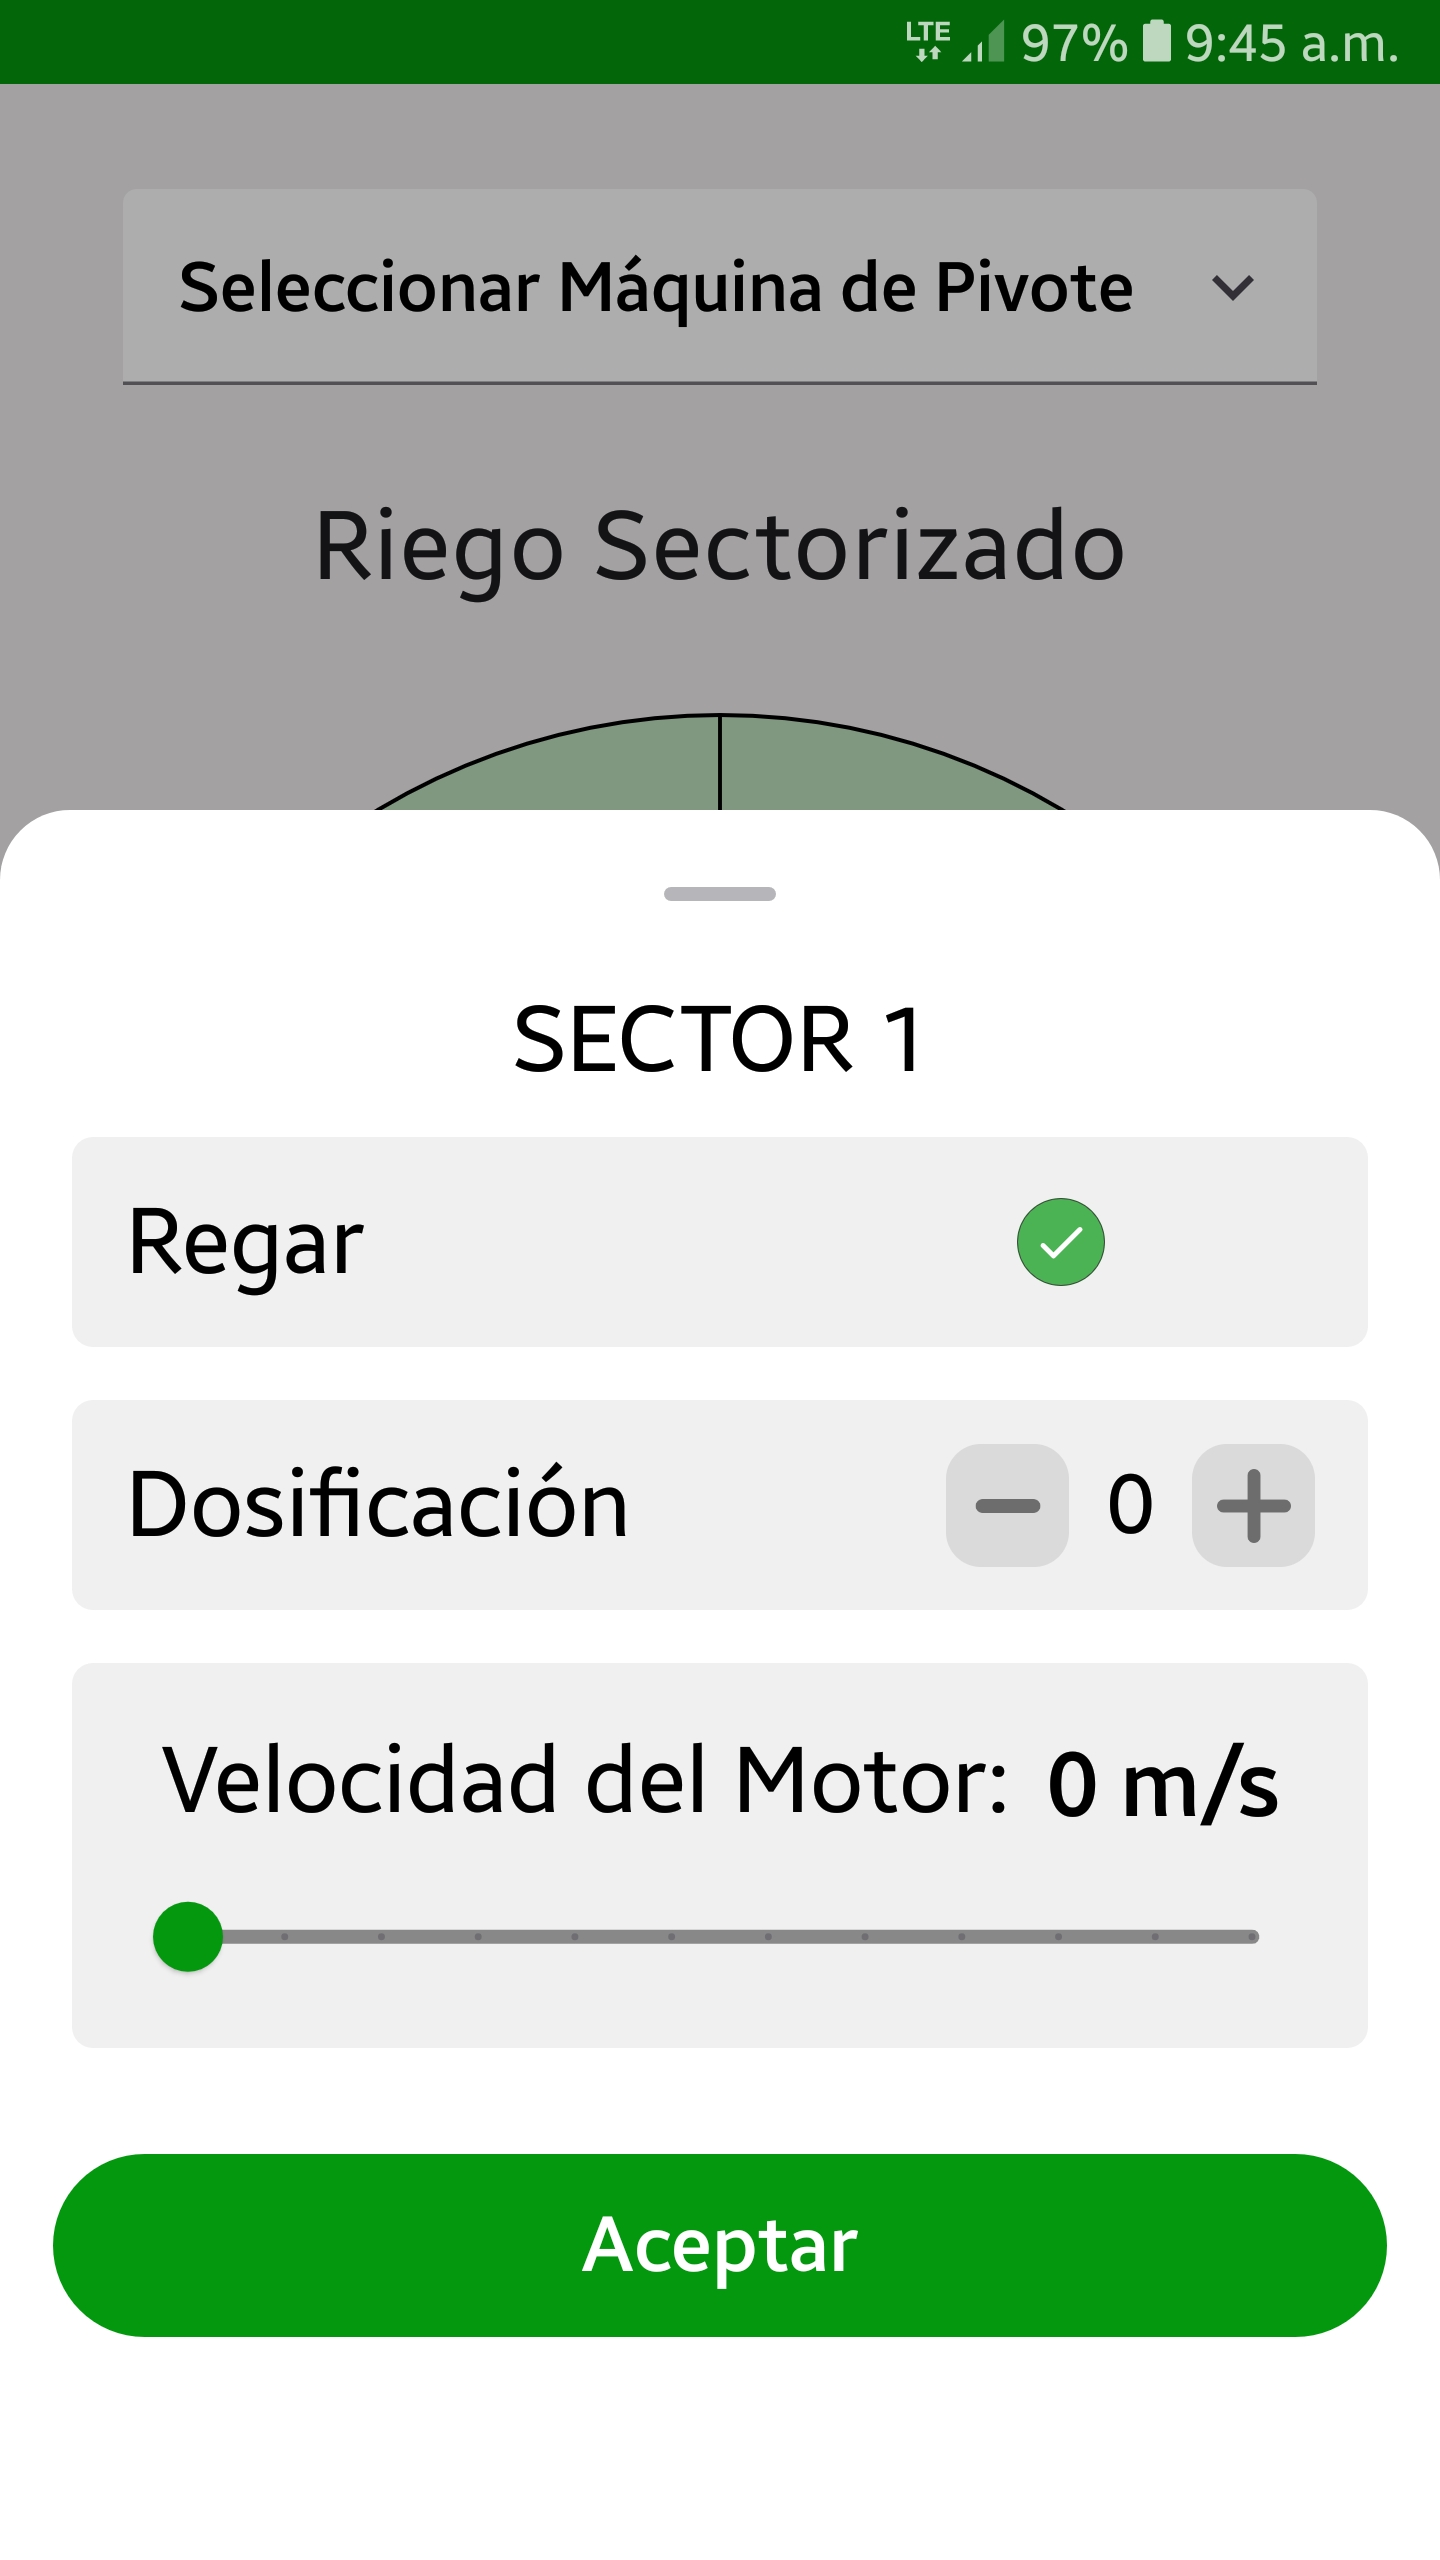 LTE 97% 9:45 a.m.
Seleccionar Máquina de Pivote
Riego Sectorizado
SECTOR 1
Regar
Dosificación 0
Velocidad del Motor: 0 m/s
Aceptar